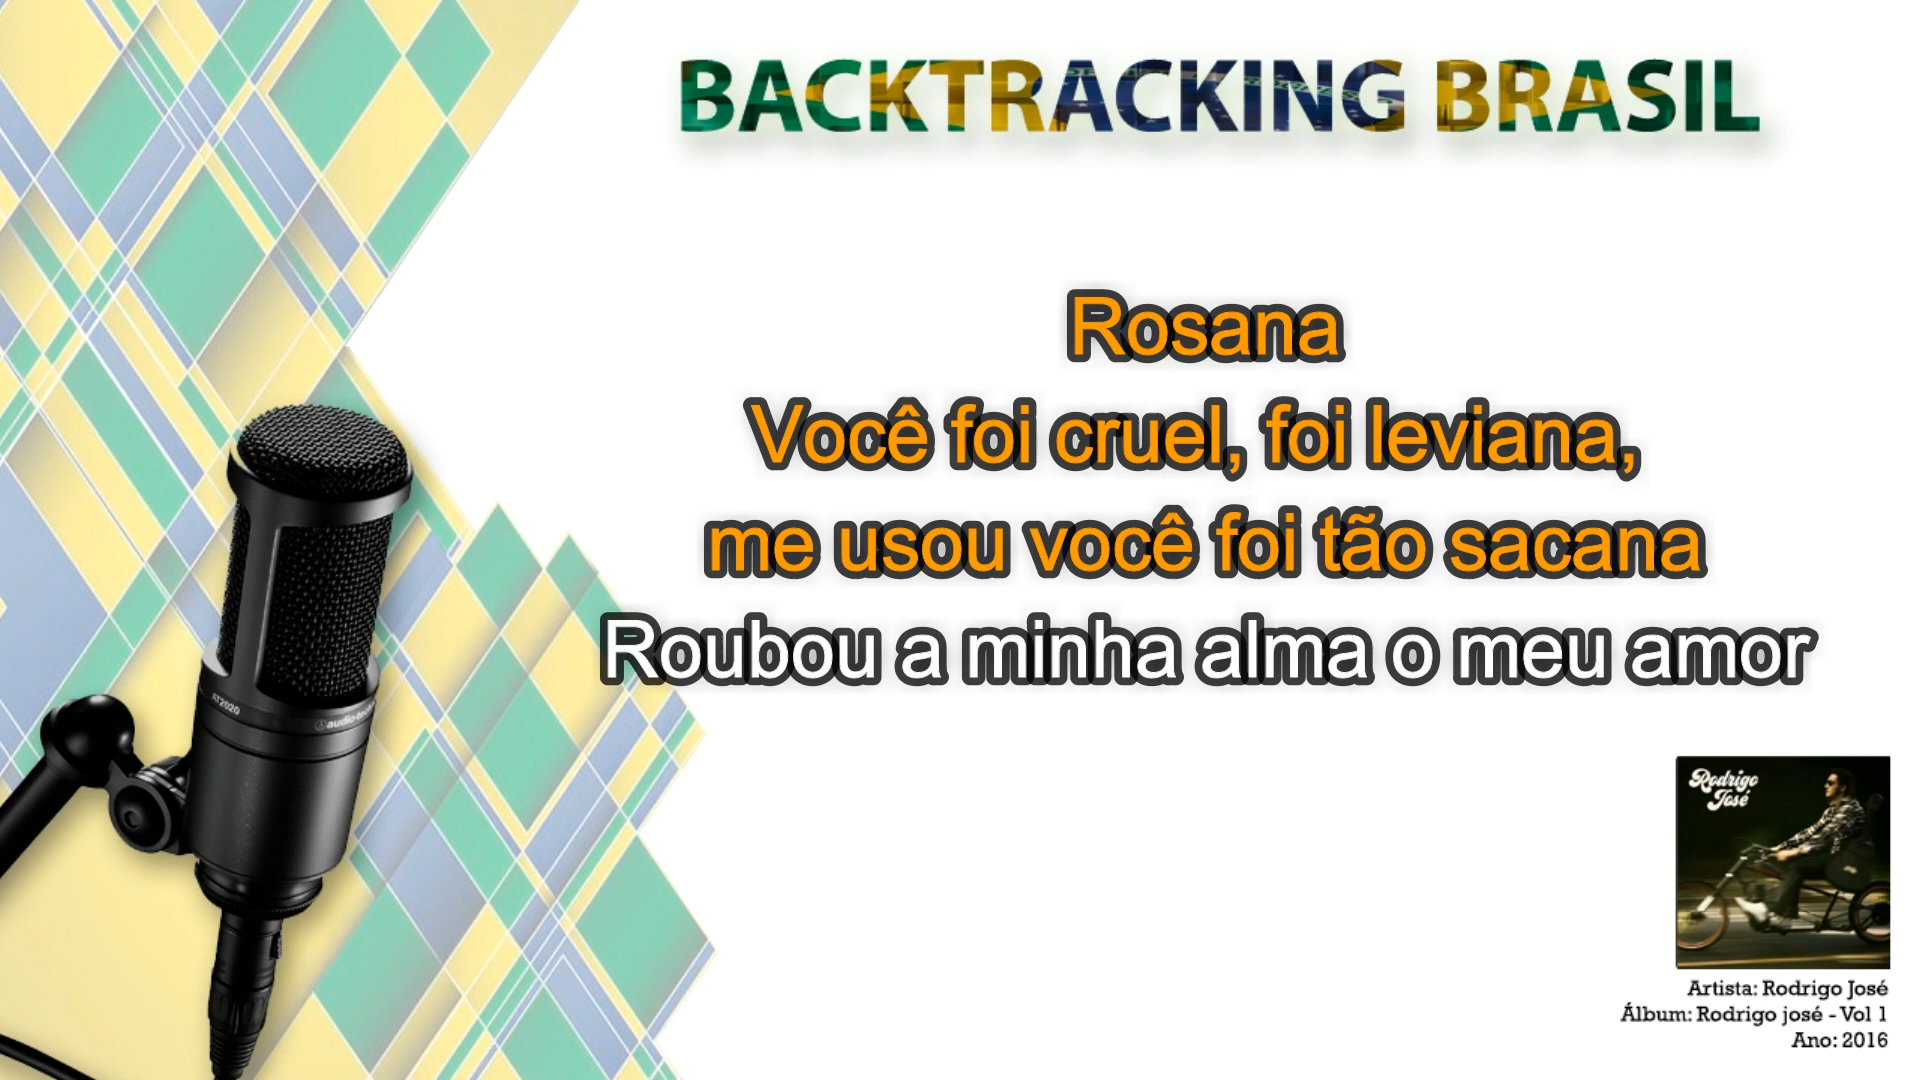 BACKTRACKING BRASIL
Rosana
Você foi cruel, foi leviana,
me usou você foi tão sacana
Roubou a minha alma o meu amor
AT2020
Rodrigo
José
Artista: Rodrigo José
Álbum: Rodrigo josé - Vol 1
Ano: 2016